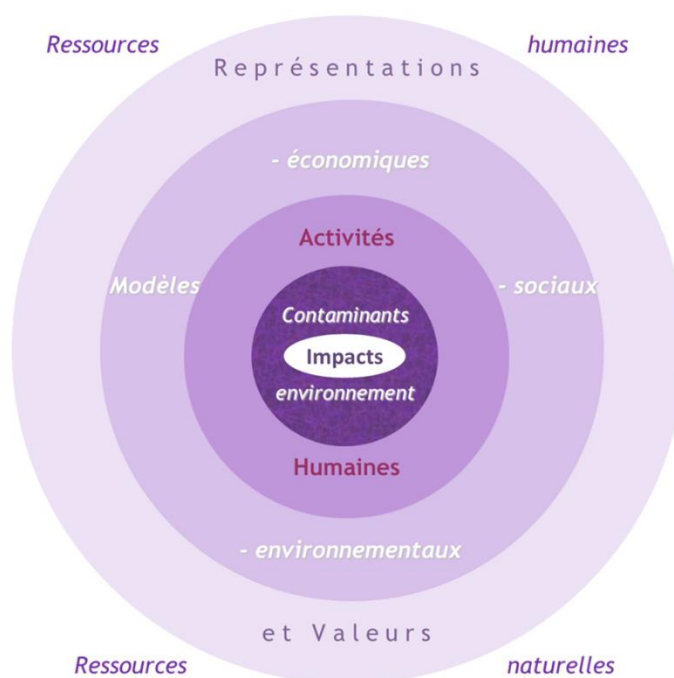 Ressources humaines
Représentations
- économiques
Activités
Modèles - sociaux
Contaminants
Impacts
environnement
Humaines
- environnementaux
et Valeurs
Ressources naturelles